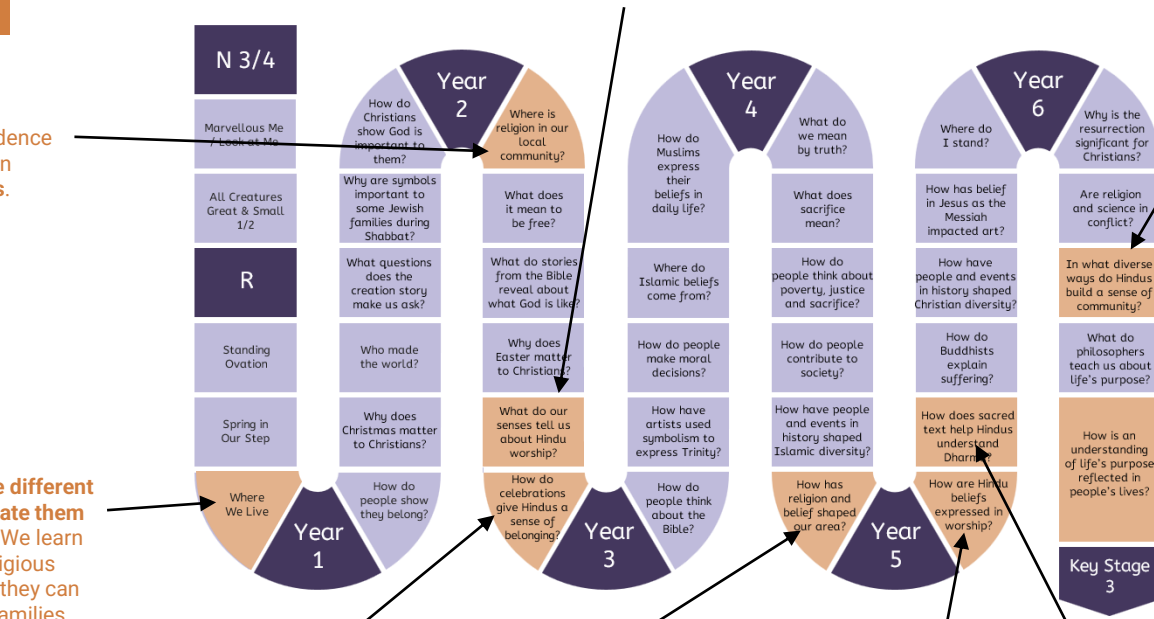 dence
n
s.
e different
ate them
We learn
igious
they can
amilies
N 3/4
Marvellous Me
/ Look at Me
All Creatures
Great & Small
1/2
R
Standing
Ovation
Spring in
Our Step
Where
We Live
Year
1
How do
people show
they belong?
Why does
Christmas matter
to Christians?
Who made
the world?
What questions
does the
creation story
make us ask?
Why are symbols
important to
some Jewish
families during
Shabbat?
How do
Christians
show God is
important to
them?
Year
2
Where is
religion in our
local
community?
What does
it mean to
be free?
What do stories
from the Bible
reveal about
what God is like?
Why does
Easter matter
to Christians?
What do our
senses tell us
about Hindu
worship?
How do
celebrations
give Hindus a
sense of
belonging?
Year
3
How do
people think
about the
Bible?
How have
artists used
symbolism to
express Trinity?
How do people
make moral
decisions?
Where do
Islamic beliefs
come from?
How do
Muslims
express
their
beliefs in
daily life?
Year
4
What do
we mean
by truth?
What does
sacrifice
mean?
How do
people think about
poverty, justice
and sacrifice?
How do people
contribute to
society?
How have people
and events in
history shaped
Islamic diversity?
How has
religion and
belief shaped
our area?
Year
5
How are Hindu
beliefs
expressed in
worship?
How does sacred
text help Hindus
understand
Dharma?
How do
Buddhists
explain
suffering?
How have
people and events
in history shaped
Christian diversity?
How has belief
in Jesus as the
Messiah
impacted art?
Where do
I stand?
Year
6
Why is the
resurrection
significant for
Christians?
Are religion
and science in
conflict?
In what diverse
ways do Hindus
build a sense of
community?
What do
philosophers
teach us about
life's purpose?
How is an
understanding
of life's purpose
reflected in
people's lives?
Key Stage
3